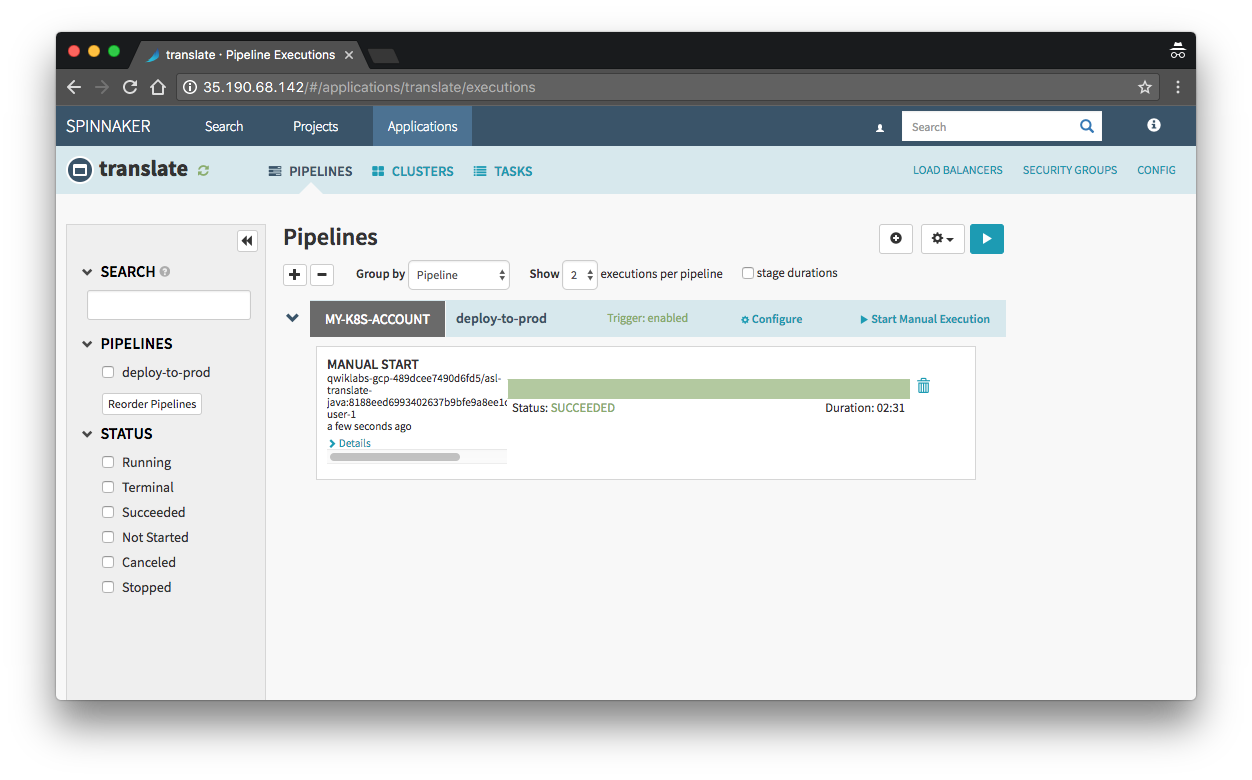 translate · Pipeline Executions
35.190.68.142/#/applications/translate/executions
SPINNAKER Search Projects Applications Search
translate PIPELINES CLUSTERS TASKS LOAD BALANCERS SECURITY GROUPS CONFIG
Pipelines
SEARCH
Group by Pipeline Show 2 executions per pipeline stage durations
MY-K8S-ACCOUNT deploy-to-prod Trigger: enabled Configure Start Manual Execution
PIPELINES
deploy-to-prod
Reorder Pipelines
STATUS
Running
Terminal
Succeeded
Not Started
Canceled
Stopped
MANUAL START
qwiklabs-gcp-489dcee7490d6fd5/asl-
translate-
java:8188eed6993402637b9bfe9a8ee1c
user-1
a few seconds ago
Details
Status: SUCCEEDED Duration: 02:31